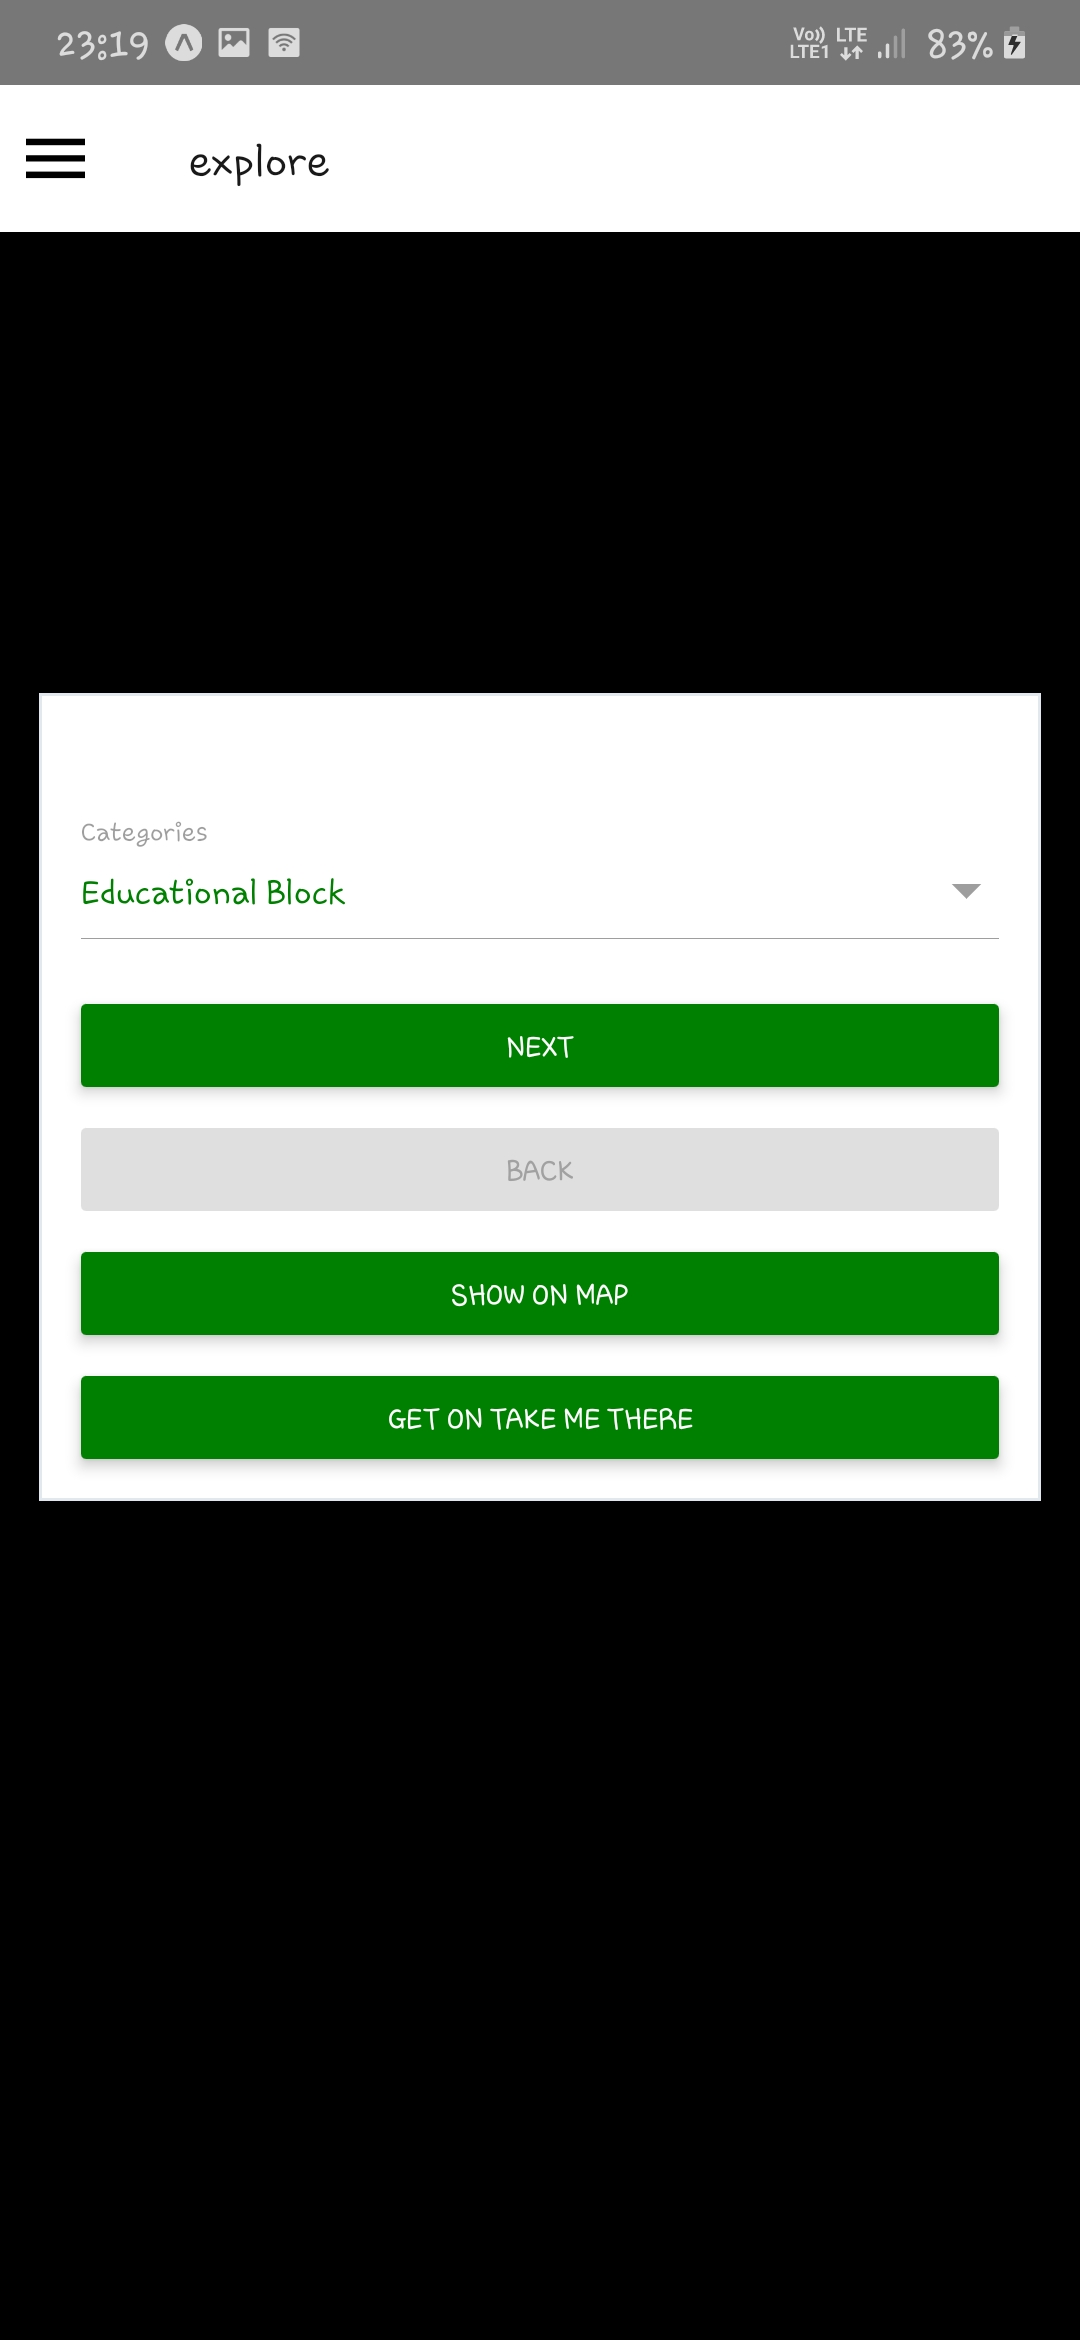 23:19 Vo)) LTE1 LTE 83%
explore
Categories
Educational Block
NEXT
BACK
SHOW ON MAP
GET ON TAKE ME THERE